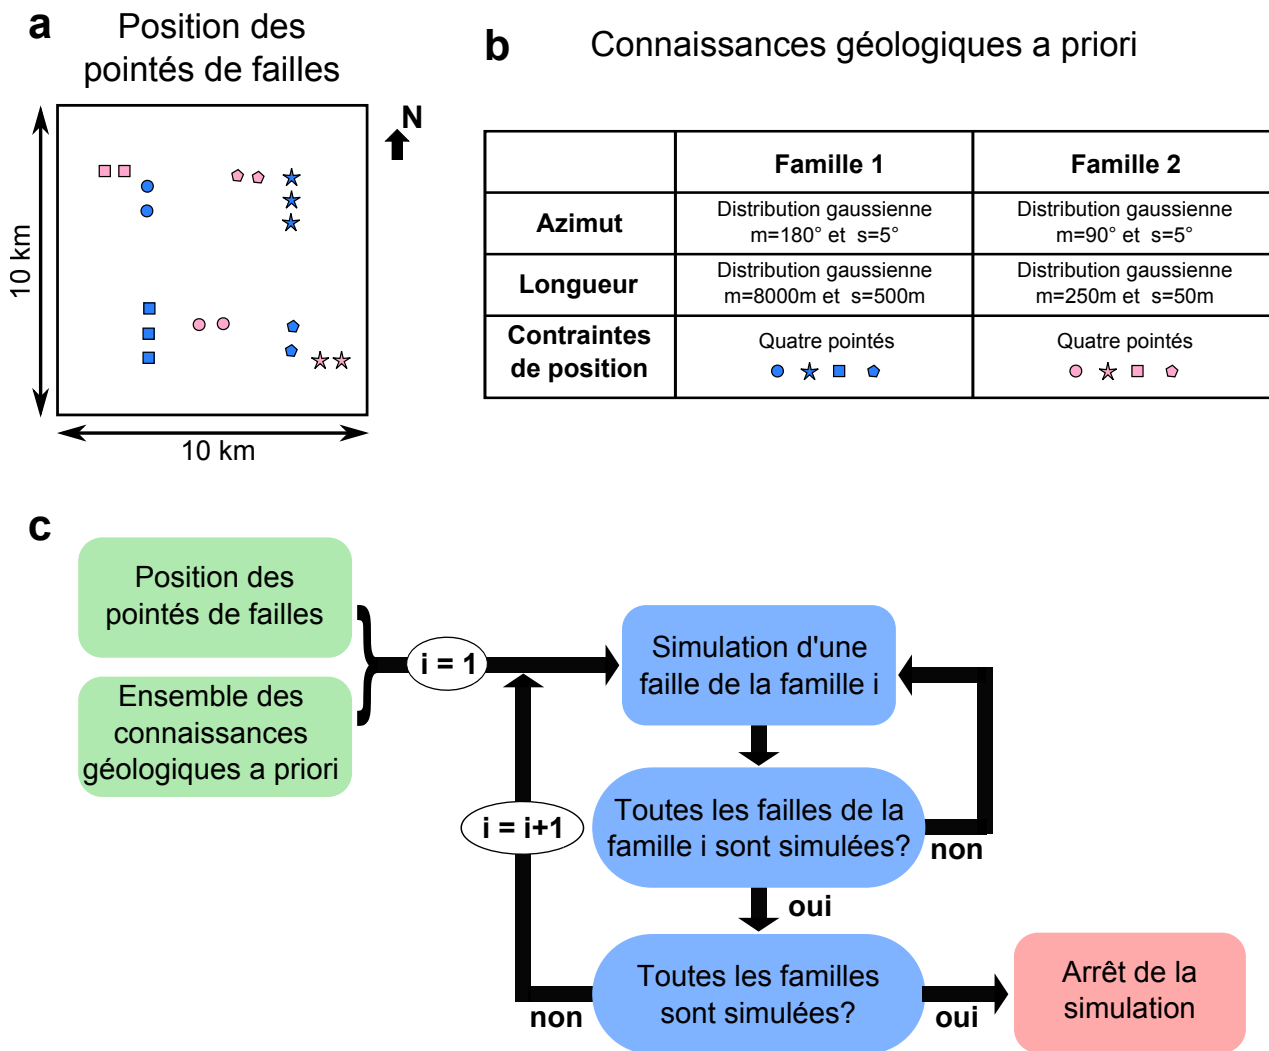 a
Position des
pointés de failles
N
10 km
10 km
b
Connaissances géologiques a priori
Famille 1
Famille 2
Azimut
Distribution gaussienne
m=180° et s=5°
Distribution gaussienne
m=90° et s=5°
Longueur
Distribution gaussienne
m=8000m et s=500m
Distribution gaussienne
m=250m et s=50m
Contraintes
de position
Quatre pointés
Quatre pointés
c
Position des
pointés de failles
Ensemble des
connaissances
géologiques a priori
i = 1
Simulation d'une
faille de la famille i
i = i+1
Toutes les failles de la
famille i sont simulées?
non
oui
Toutes les familles
sont simulées?
non
oui
Arrêt de la
simulation